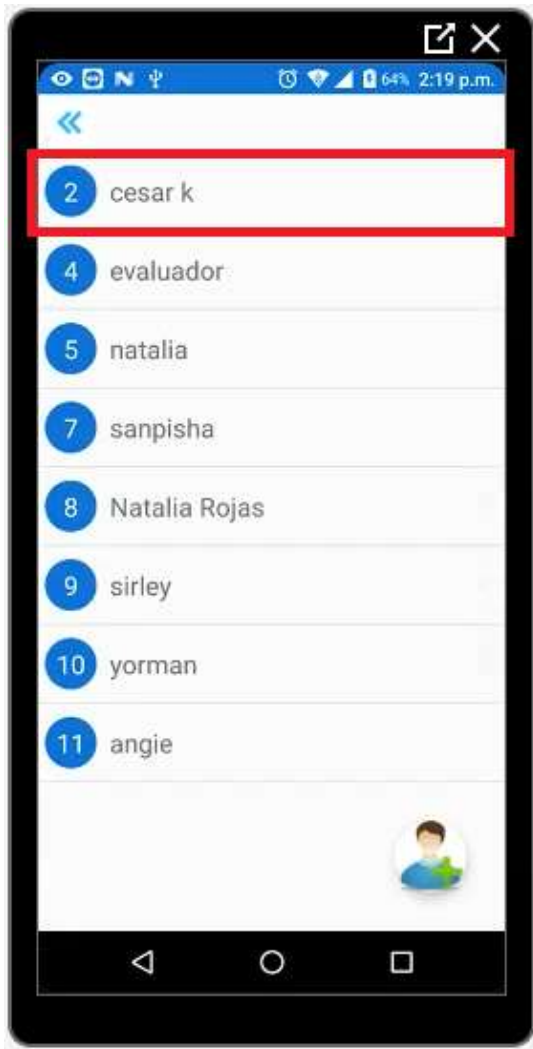 64% 2:19 p.m.
2 cesar k
4 evaluador
5 natalia
7 sanpisha
8 Natalia Rojas
9 sirley
10 yorman
11 angie